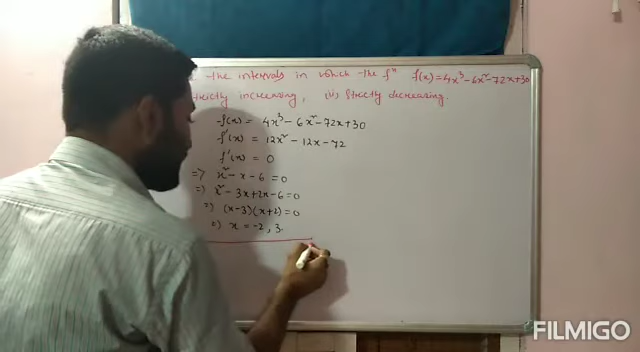 the intervals in which the fⁿ f(x) = 4x³ - 6x² - 72x + 30
strictly increasing, (ii) strictly decreasing.
f(x) = 4x³ - 6x² - 72x + 30
f'(x) = 12x² - 12x - 72
f'(x) = 0
=> x² - x - 6 = 0
=> x² - 3x + 2x - 6 = 0
=> (x-3)(x+2) = 0
=> x = -2, 3.
FILMIGO